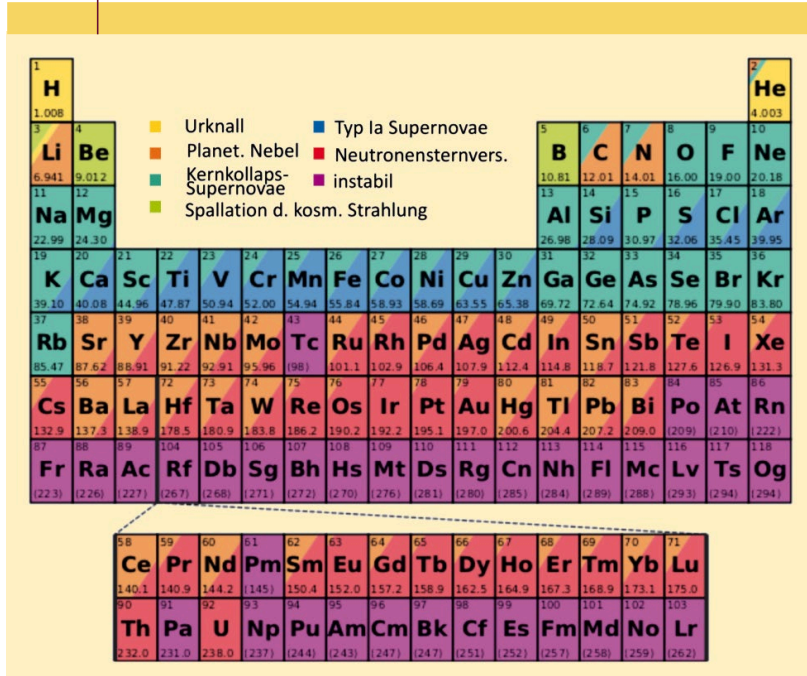 1 2
H He
1.008 4.003
Urknall Typ Ia Supernovae
Planet. Nebel Neutronensternvers.
Kernkollaps-
Supernovae instabil
Spallation d. kosm. Strahlung
3 4 5 6 7 8 9 10
Li Be B C N O F Ne
6.941 9.012 10.81 12.01 14.01 16.00 19.00 20.18
11 12 13 14 15 16 17 18
Na Mg Al Si P S Cl Ar
22.99 24.30 26.98 28.09 30.97 32.06 35.45 39.95
19 20 21 22 23 24 25 26 27 28 29 30 31 32 33 34 35 36
K Ca Sc Ti V Cr Mn Fe Co Ni Cu Zn Ga Ge As Se Br Kr
39.10 40.08 44.96 47.87 50.94 52.00 54.94 55.84 58.93 58.69 63.55 65.38 69.72 72.64 74.92 78.96 79.90 83.80
37 38 39 40 41 42 43 44 45 46 47 48 49 50 51 52 53 54
Rb Sr Y Zr Nb Mo Tc Ru Rh Pd Ag Cd In Sn Sb Te I Xe
85.47 87.62 88.91 91.22 92.91 95.96 (98) 101.1 102.9 106.4 107.9 112.4 114.8 118.7 121.8 127.6 126.9 131.3
55 56 57 72 73 74 75 76 77 78 79 80 81 82 83 84 85 86
Cs Ba La Hf Ta W Re Os Ir Pt Au Hg Tl Pb Bi Po At Rn
132.9 137.3 138.9 178.5 180.9 183.8 186.2 190.2 192.2 195.1 197.0 200.6 204.4 207.2 209.0 (209) (210) (222)
87 88 89 104 105 106 107 108 109 110 111 112 113 114 115 116 117 118
Fr Ra Ac Rf Db Sg Bh Hs Mt Ds Rg Cn Nh Fl Mc Lv Ts Og
(223) (226) (227) (267) (268) (271) (272) (270) (276) (281) (280) (285) (284) (289) (288) (293) (294) (294)
58 59 60 61 62 63 64 65 66 67 68 69 70 71
Ce Pr Nd Pm Sm Eu Gd Tb Dy Ho Er Tm Yb Lu
140.1 140.9 144.2 (145) 150.4 152.0 157.2 158.9 162.5 164.9 167.3 168.9 173.1 175.0
90 91 92 93 94 95 96 97 98 99 100 101 102 103
Th Pa U Np Pu Am Cm Bk Cf Es Fm Md No Lr
232.0 231.0 238.0 (237) (244) (243) (247) (247) (251) (252) (257) (258) (259) (262)